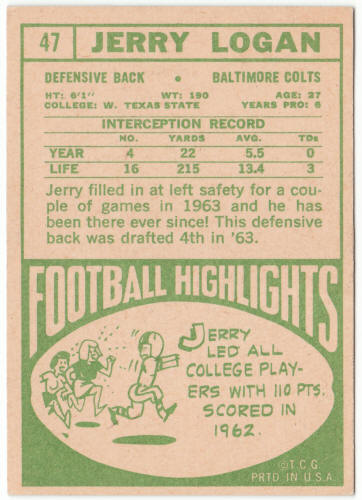 47 JERRY LOGAN
DEFENSIVE BACK • BALTIMORE COLTS
HT: 6'1" WT: 190 AGE: 27
COLLEGE: W. TEXAS STATE YEARS PRO: 6
INTERCEPTION RECORD
NO. YARDS AVG. TDs
YEAR 4 22 5.5 0
LIFE 16 215 13.4 3
Jerry filled in at left safety for a cou-
ple of games in 1963 and he has
been there ever since! This defensive
back was drafted 4th in '63.
FOOTBALL HIGHLIGHTS
JERRY
LED ALL
COLLEGE PLAY-
ERS WITH 110 PTS.
SCORED IN
1962.
©T.C.G.
PRTD IN U.S.A.